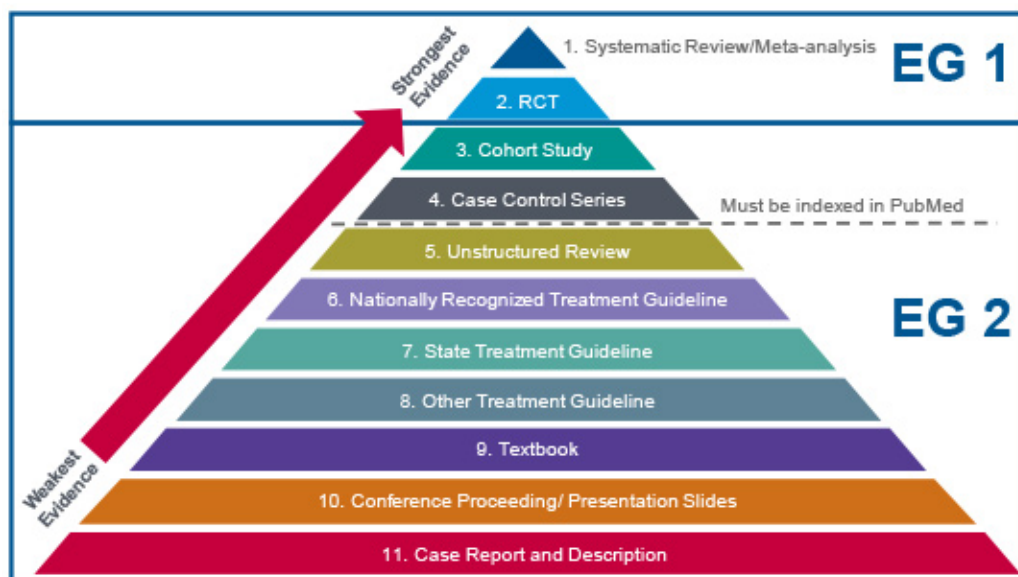 Strongest
Evidence
1. Systematic Review/Meta-analysis
EG 1
2. RCT
3. Cohort Study
4. Case Control Series
Must be indexed in PubMed
5. Unstructured Review
6. Nationally Recognized Treatment Guideline
EG 2
7. State Treatment Guideline
8. Other Treatment Guideline
9. Textbook
Weakest
Evidence
10. Conference Proceeding/ Presentation Slides
11. Case Report and Description